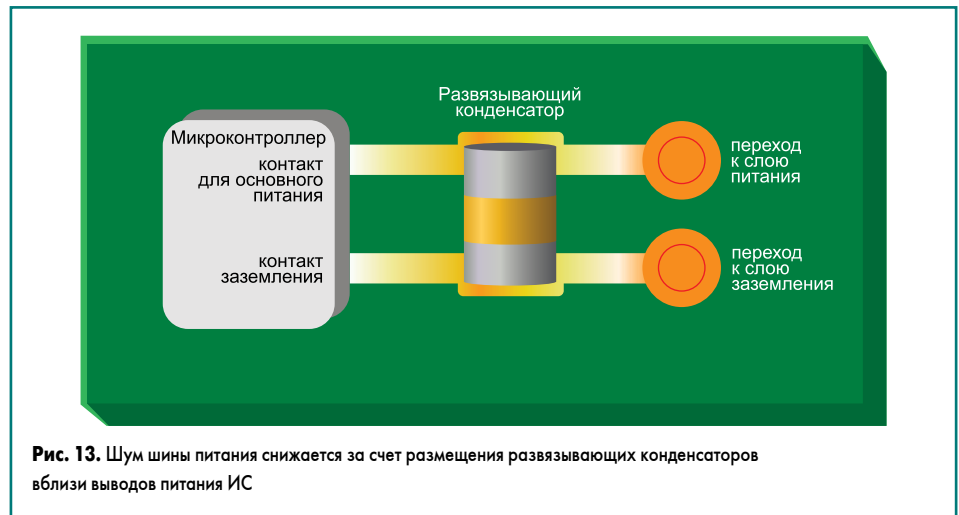 Развязывающий
конденсатор
Микроконтроллер
контакт
для основного
питания
контакт
заземления
переход
к слою
питания
переход
к слою
заземления
Рис. 13. Шум шины питания снижается за счет размещения развязывающих конденсаторов
вблизи выводов питания ИС